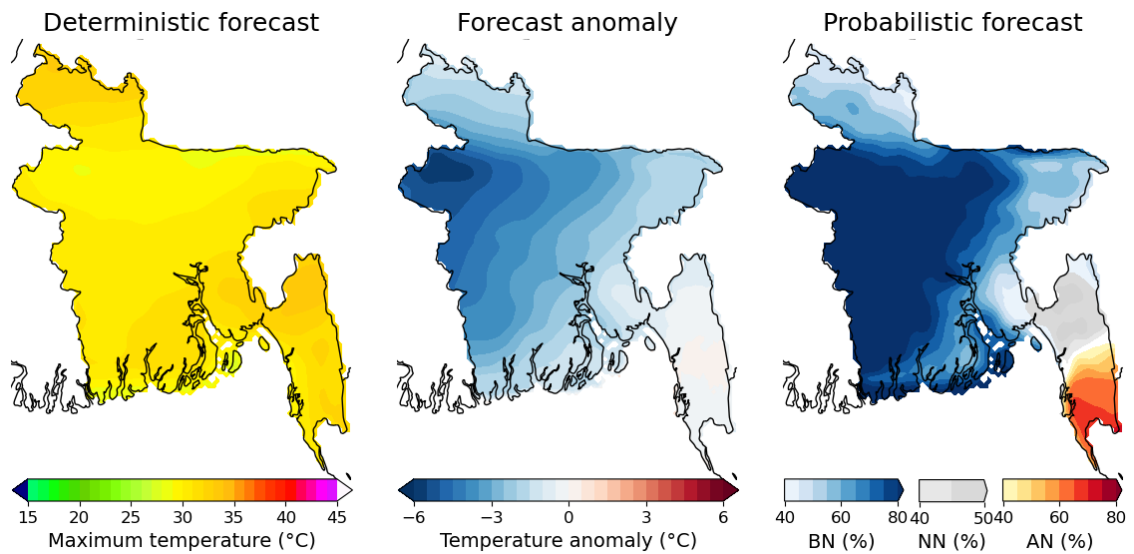 Deterministic forecast
Forecast anomaly
Probabilistic forecast
15 20 25 30 35 40 45
Maximum temperature (°C)
−6 −3 0 3 6
Temperature anomaly (°C)
40 60 80
BN (%)
40 50
NN (%)
40 60 80
AN (%)